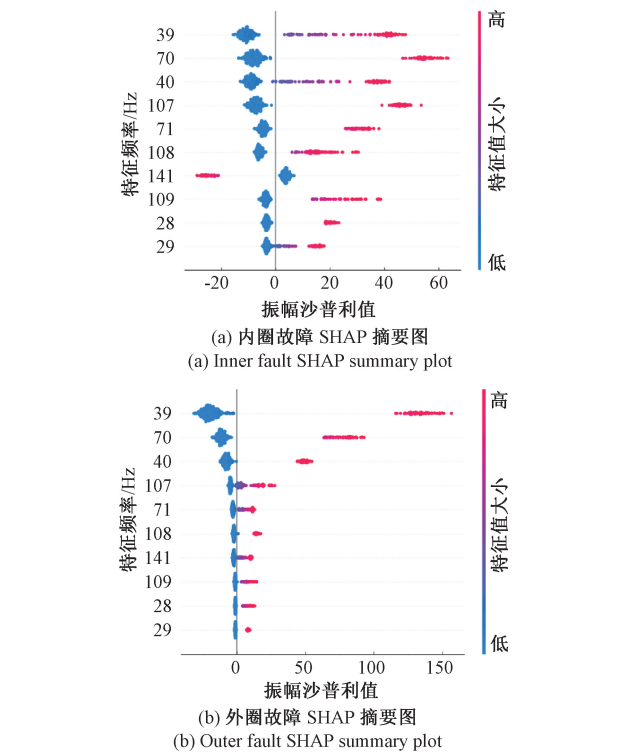 高
39
70
40
107
71
108
141
109
28
29
特征频率/Hz
特征值大小
低
-20
0
20
40
60
振幅沙普利值
(a) 内圈故障 SHAP 摘要图
(a) Inner fault SHAP summary plot
高
39
70
40
107
71
108
141
109
28
29
特征频率/Hz
特征值大小
低
0
50
100
150
振幅沙普利值
(b) 外圈故障 SHAP 摘要图
(b) Outer fault SHAP summary plot